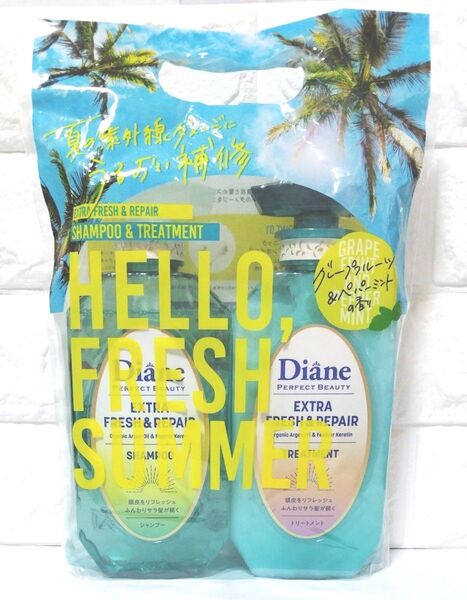 夏の紫外線ダメージに
うるおい補修
EXTRA FRESH & REPAIR
SHAMPOO & TREATMENT
GRAPE
FRUIT
グレープフルーツ
&ペパーミント
の香り
MINT
HELLO,
FRESH
SUMMER
Diane
PERFECT BEAUTY
EXTRA
FRESH & REPAIR
Organic Argan Oil & Feather Keratin
SHAMPOO
頭皮をリフレッシュ
ふんわりサラ髪が続く
シャンプー
Diane
PERFECT BEAUTY
EXTRA
FRESH & REPAIR
Organic Argan Oil & Feather Keratin
TREATMENT
頭皮をリフレッシュ
ふんわりサラ髪が続く
トリートメント